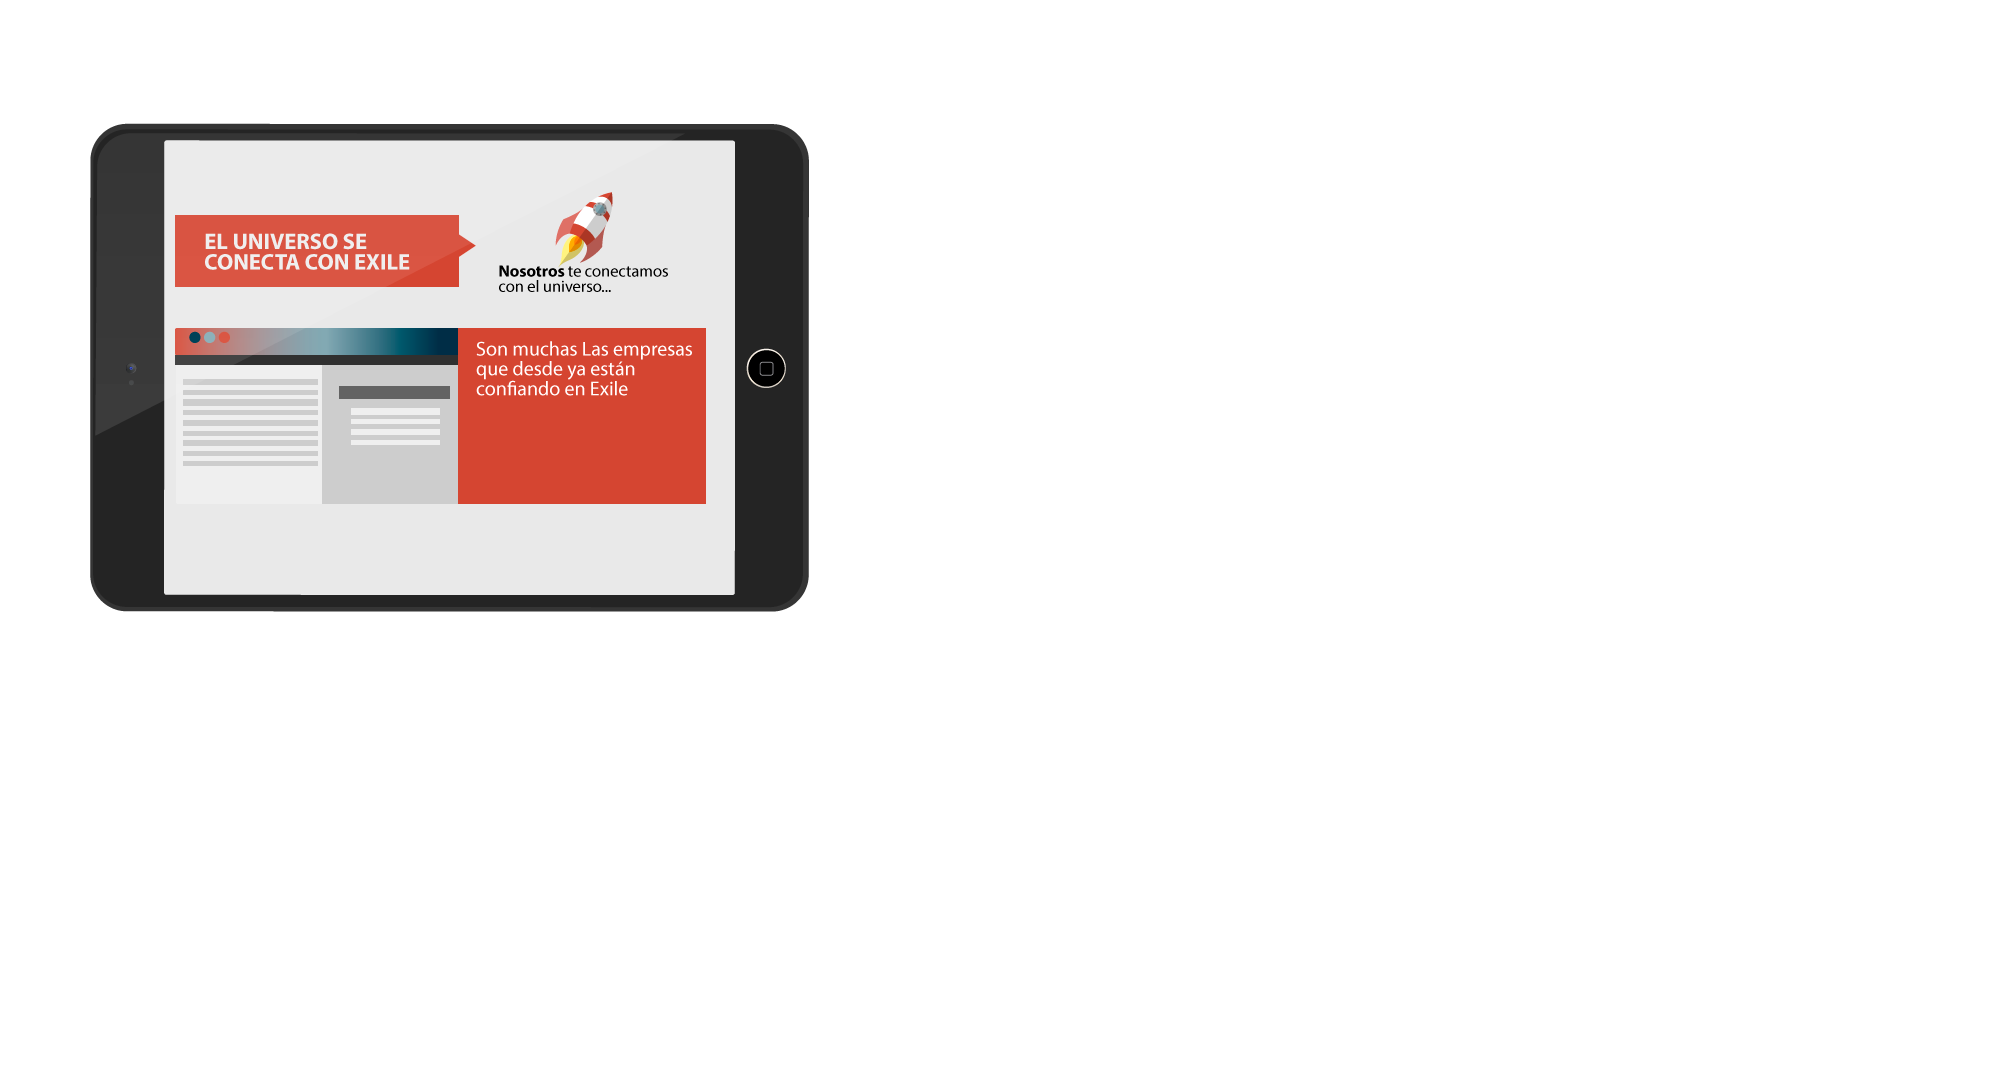 EL UNIVERSO SE
CONECTA CON EXILE
Nosotros te conectamos
con el universo...
Son muchas Las empresas
que desde ya están
confiando en Exile